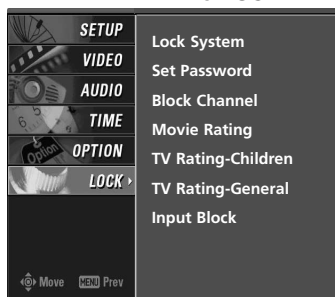 SETUP
VIDEO
AUDIO
TIME
OPTION
LOCK
Move MENU Prev
Lock System
Set Password
Block Channel
Movie Rating
TV Rating-Children
TV Rating-General
Input Block